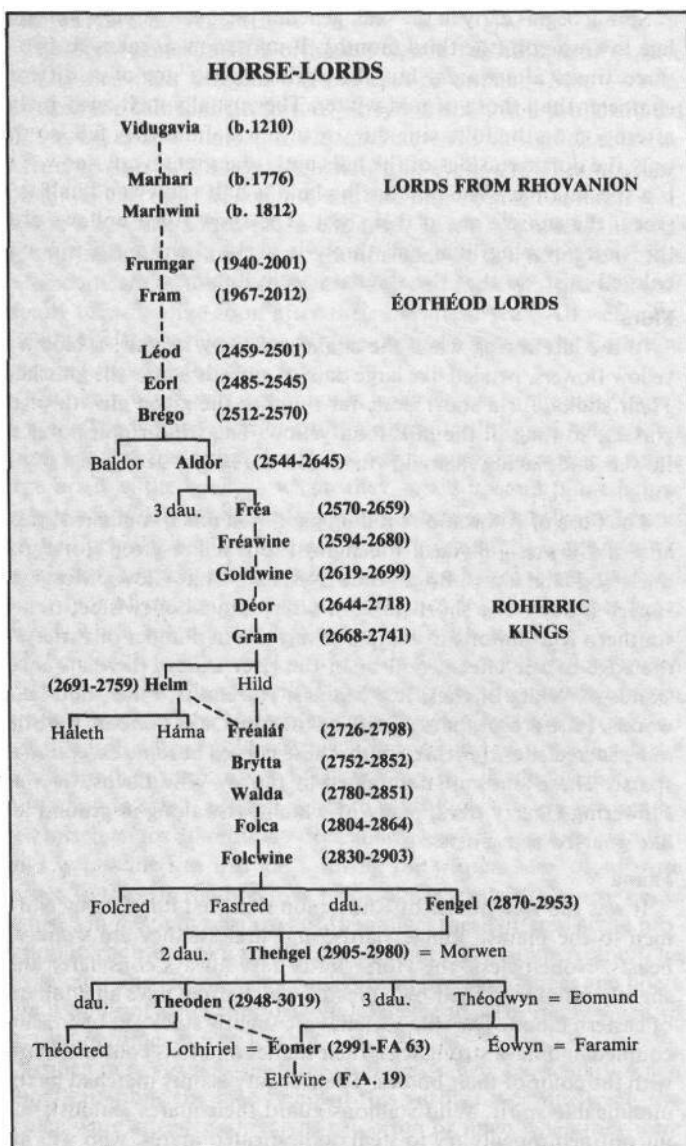 HORSE-LORDS
Vidugavia (b.1210)
Marhari (b.1776) LORDS FROM RHOVANION
Marhwini (b. 1812)
Frumgar (1940-2001)
Fram (1967-2012) ÉOTHÉOD LORDS
Léod (2459-2501)
Eorl (2485-2545)
Brego (2512-2570)
Baldor Aldor (2544-2645)
3 dau. Fréa (2570-2659)
Fréawine (2594-2680)
Goldwine (2619-2699)
Déor (2644-2718) ROHIRRIC
Gram (2668-2741) KINGS
(2691-2759) Helm Hild
Haleth Háma Fréaláf (2726-2798)
Brytta (2752-2852)
Walda (2780-2851)
Folca (2804-2864)
Folcwine (2830-2903)
Folcred Fastred dau. Fengel (2870-2953)
2 dau. Thengel (2905-2980) = Morwen
dau. Théoden (2948-3019) 3 dau. Théodwyn = Eomund
Théodred Lothíriel = Éomer (2991-FA 63) Éowyn = Faramir
Elfwine (F.A. 19)